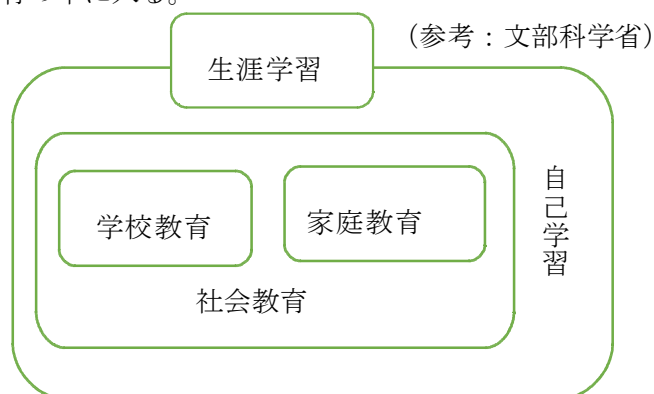 (参考：文部科学省)
生涯学習
学校教育
家庭教育
自己学習
社会教育